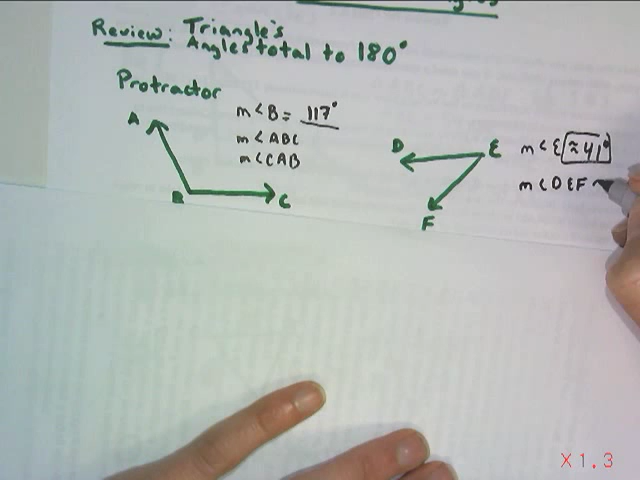 Review: Triangle's
Angles total to 180°
Protractor
A
m<B= 117°
m<ABC
m<CAB
B
C
D
E
F
m<E≈41°
m<DEF~
X1.3